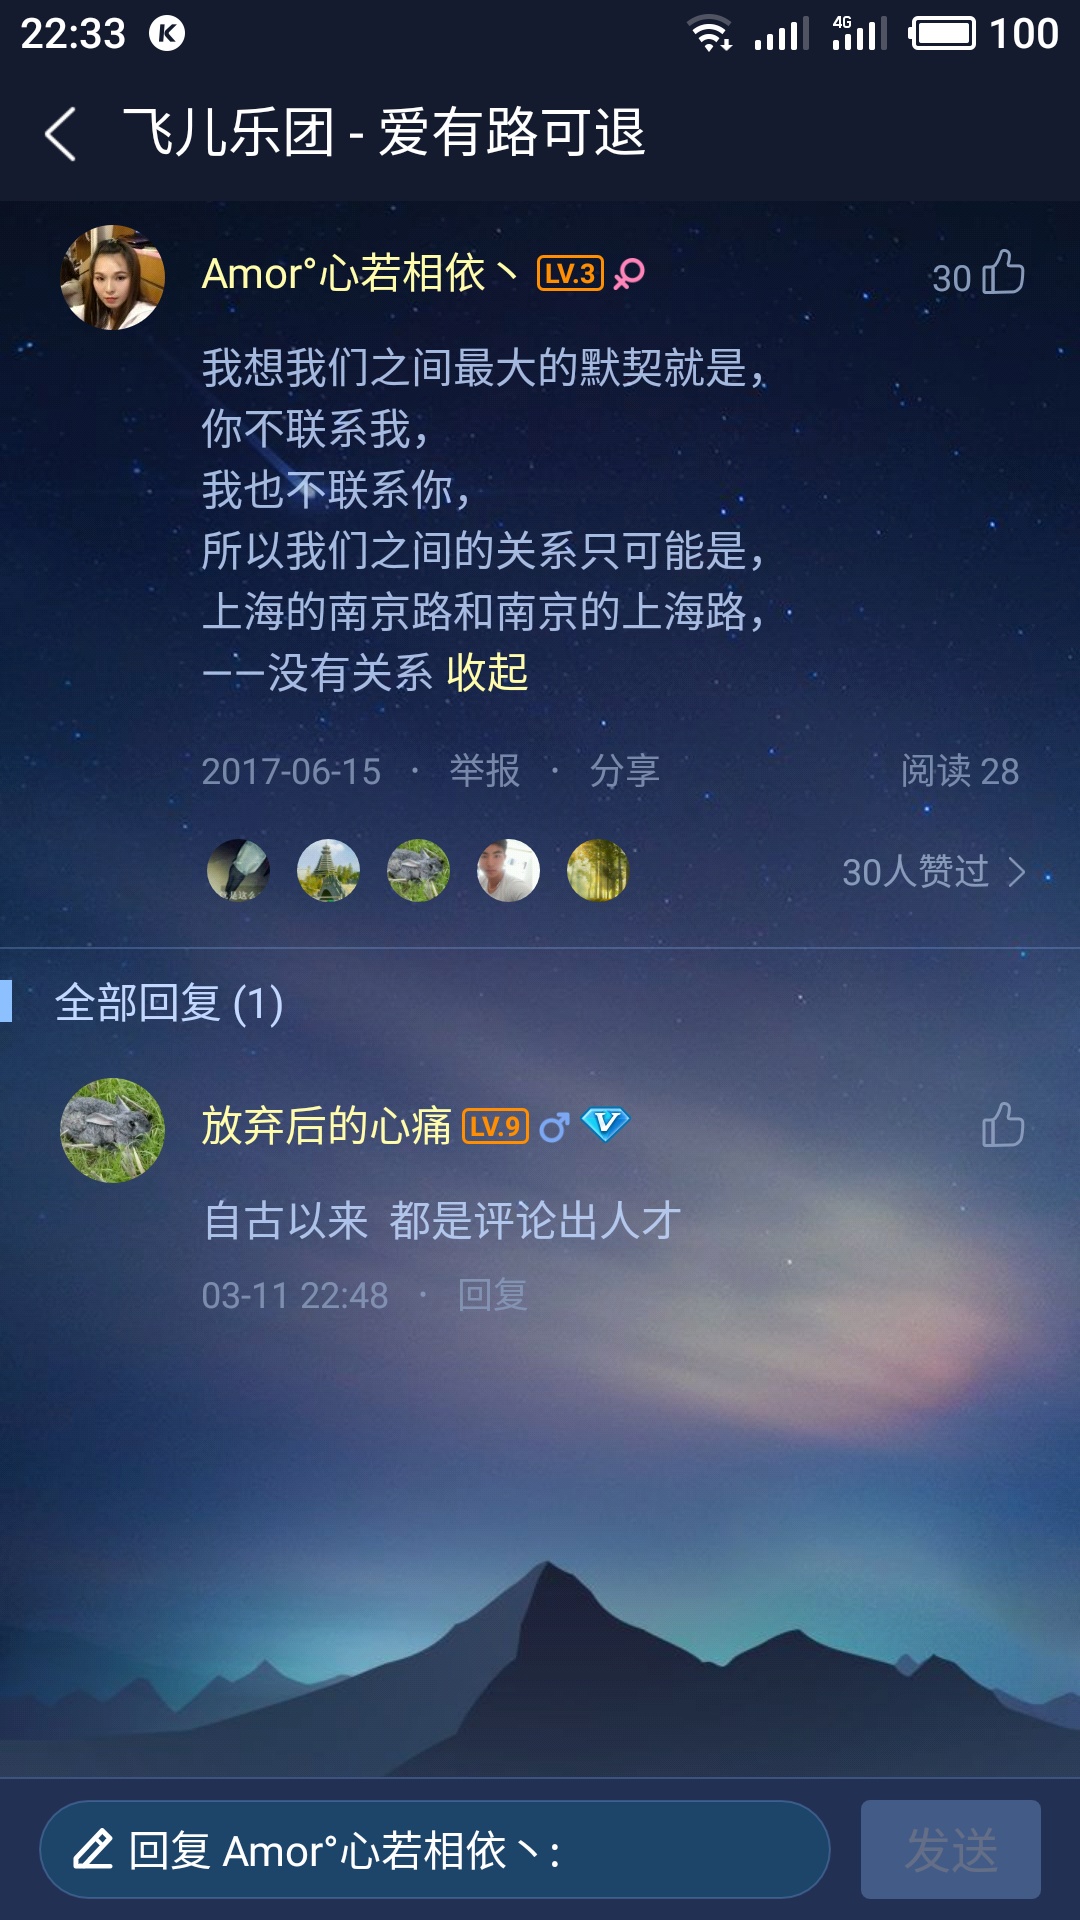 22:33 K 4G 100
飞儿乐团 - 爱有路可退
Amor°心若相依丶 LV.3 30
我想我们之间最大的默契就是，
你不联系我，
我也不联系你，
所以我们之间的关系只可能是，
上海的南京路和南京的上海路，
——没有关系 收起
2017-06-15 · 举报 · 分享 阅读 28
30人赞过
全部回复 (1)
放弃后的心痛 LV.9 V
自古以来 都是评论出人才
03-11 22:48 · 回复
回复 Amor°心若相依丶:
发送